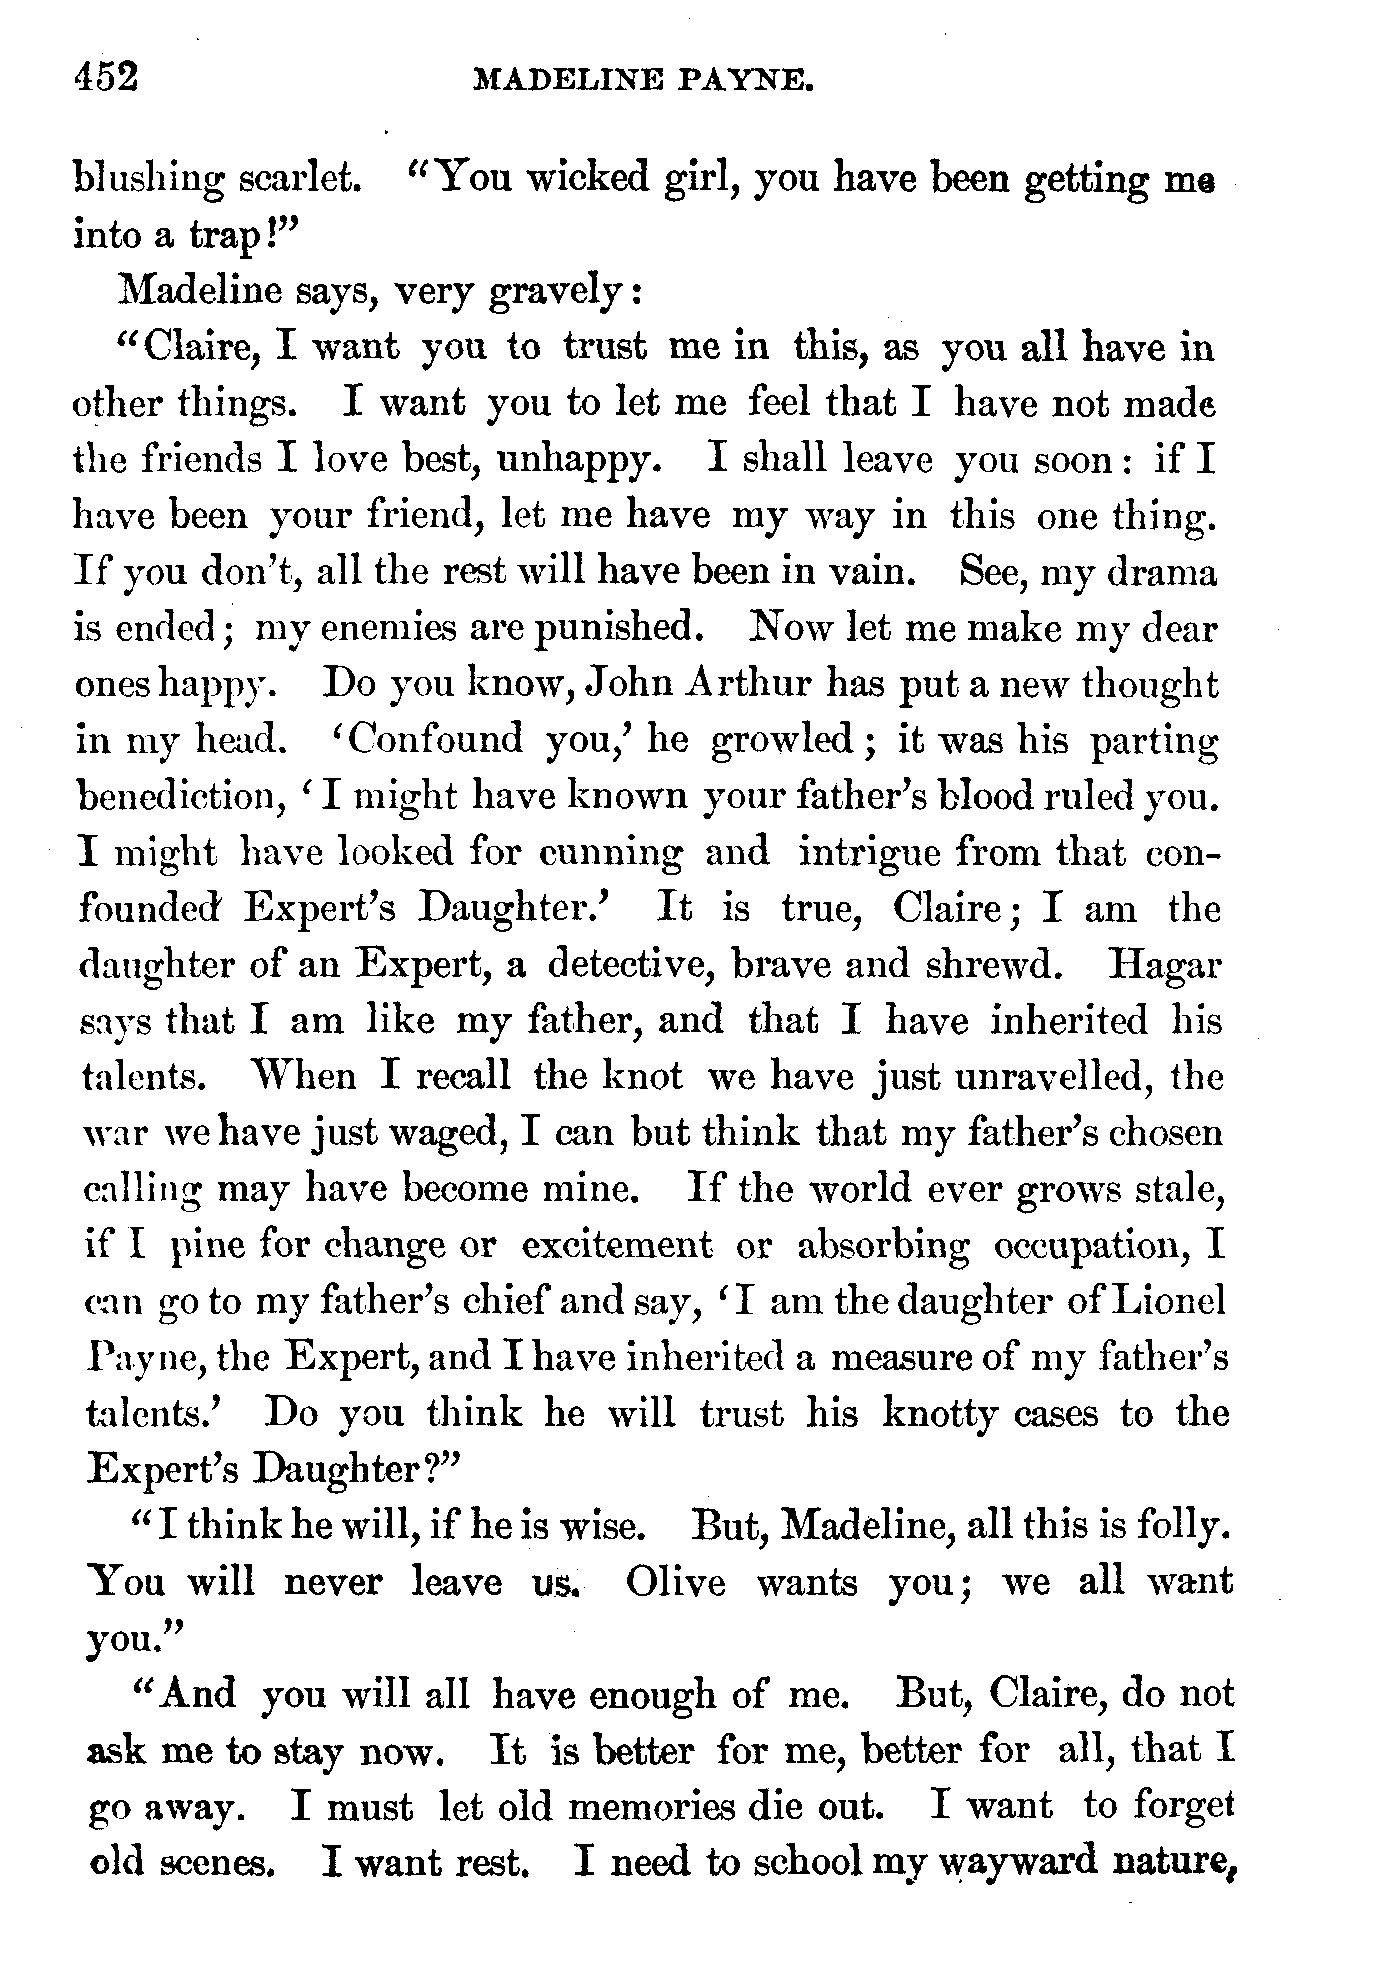 452 MADELINE PAYNE.
blushing scarlet. "You wicked girl, you have been getting me
into a trap!"
Madeline says, very gravely:
"Claire, I want you to trust me in this, as you all have in
other things. I want you to let me feel that I have not made
the friends I love best, unhappy. I shall leave you soon: if I
have been your friend, let me have my way in this one thing.
If you don't, all the rest will have been in vain. See, my drama
is ended; my enemies are punished. Now let me make my dear
ones happy. Do you know, John Arthur has put a new thought
in my head. 'Confound you,' he growled; it was his parting
benediction, 'I might have known your father's blood ruled you.
I might have looked for cunning and intrigue from that con-
founded Expert's Daughter.' It is true, Claire; I am the
daughter of an Expert, a detective, brave and shrewd. Hagar
says that I am like my father, and that I have inherited his
talents. When I recall the knot we have just unravelled, the
war we have just waged, I can but think that my father's chosen
calling may have become mine. If the world ever grows stale,
if I pine for change or excitement or absorbing occupation, I
can go to my father's chief and say, 'I am the daughter of Lionel
Payne, the Expert, and I have inherited a measure of my father's
talents.' Do you think he will trust his knotty cases to the
Expert's Daughter?"
"I think he will, if he is wise. But, Madeline, all this is folly.
You will never leave us. Olive wants you; we all want
you."
"And you will all have enough of me. But, Claire, do not
ask me to stay now. It is better for me, better for all, that I
go away. I must let old memories die out. I want to forget
old scenes. I want rest. I need to school my wayward nature,